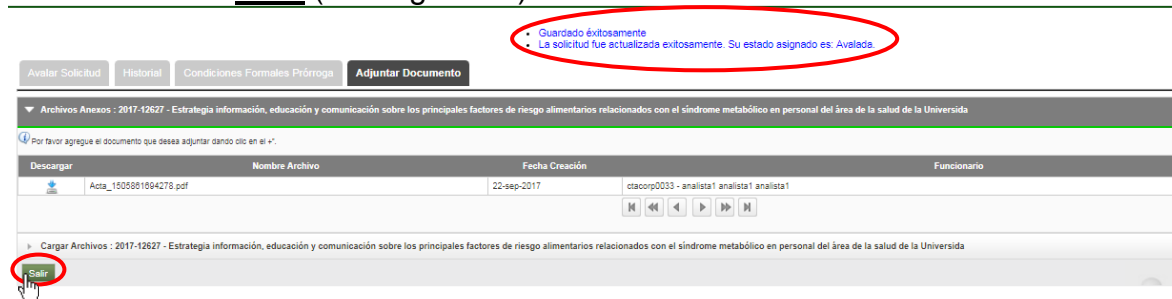 Guardado éxitosamente
La solicitud fue actualizada exitosamente. Su estado asignado es: Avalada.
Avalar Solicitud Historial Condiciones Formales Prórroga Adjuntar Documento
Archivos Anexos : 2017-12627 - Estrategia información, educación y comunicación sobre los principales factores de riesgo alimentarios relacionados con el síndrome metabólico en personal del área de la salud de la Universida
Por favor agregue el documento que desea adjuntar dando clic en el +".
Descargar Nombre Archivo Fecha Creación Funcionario
Acta_1505861694278.pdf 22-sep-2017 ctacorp0033 - analista1 analista1 analista1
Cargar Archivos : 2017-12627 - Estrategia información, educación y comunicación sobre los principales factores de riesgo alimentarios relacionados con el síndrome metabólico en personal del área de la salud de la Universida
Salir